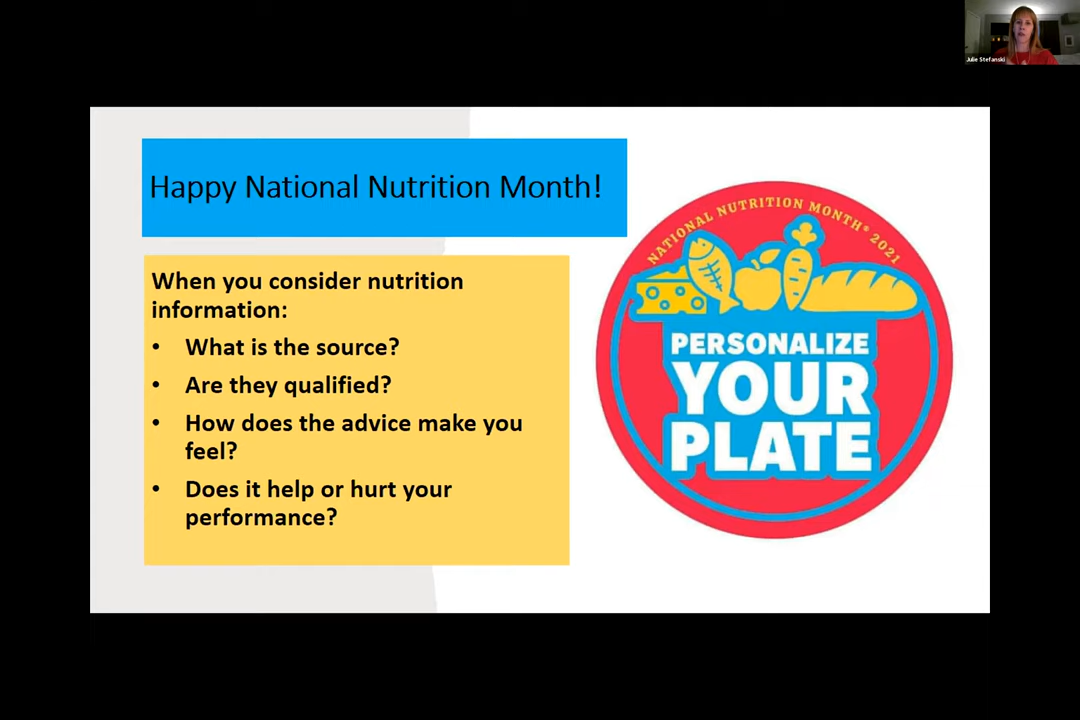 Julie Stefanski
Happy National Nutrition Month!
When you consider nutrition
information:
• What is the source?
• Are they qualified?
• How does the advice make you
feel?
• Does it help or hurt your
performance?
NATIONAL NUTRITION MONTH® 2021
PERSONALIZE
YOUR
PLATE